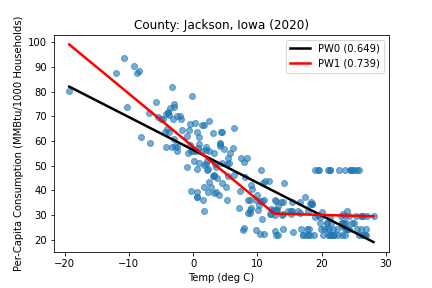 County: Jackson, Iowa (2020)
Per-Capita Consumption (MMBtu/1000 Households)
100
90
80
70
60
50
40
30
20
PW0 (0.649)
PW1 (0.739)
−20 −10 0 10 20 30
Temp (deg C)